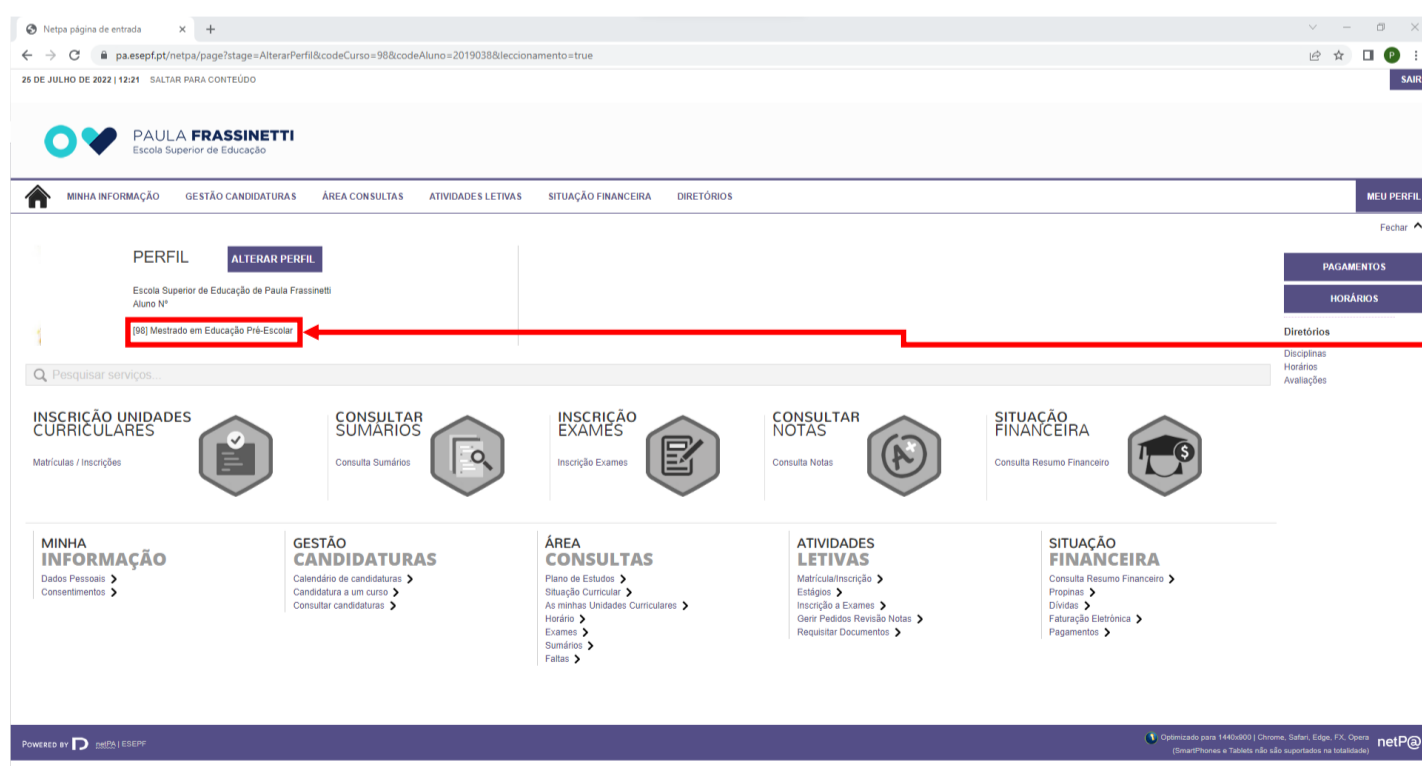 Netpa página de entrada
pa.esepf.pt/netpa/page?stage=AlterarPerfil&codeCurso=98&codeAluno=2019038&leccionamento=true
P
25 DE JULHO DE 2022 | 12:21 SALTAR PARA CONTEÚDO
SAIR
PAULA FRASSINETTI
Escola Superior de Educação
MINHA INFORMAÇÃO GESTÃO CANDIDATURAS ÁREA CONSULTAS ATIVIDADES LETIVAS SITUAÇÃO FINANCEIRA DIRETÓRIOS MEU PERFIL
Fechar
PERFIL ALTERAR PERFIL
Escola Superior de Educação de Paula Frassinetti
Aluno Nº
[98] Mestrado em Educação Pré-Escolar
PAGAMENTOS
HORÁRIOS
Diretórios
Disciplinas
Horários
Avaliações
Pesquisar serviços...
INSCRIÇÃO UNIDADES
CURRICULARES
Matrículas / Inscrições
CONSULTAR
SUMÁRIOS
Consulta Sumários
INSCRIÇÃO
EXAMES
Inscrição Exames
CONSULTAR
NOTAS
Consulta Notas
A+
SITUAÇÃO
FINANCEIRA
Consulta Resumo Financeiro
$
MINHA
INFORMAÇÃO
Dados Pessoais
Consentimentos
GESTÃO
CANDIDATURAS
Calendário de candidaturas
Candidatura a um curso
Consultar candidaturas
ÁREA
CONSULTAS
Plano de Estudos
Situação Curricular
As minhas Unidades Curriculares
Horário
Exames
Sumários
Faltas
ATIVIDADES
LETIVAS
Matrícula/Inscrição
Estágios
Inscrição a Exames
Gerir Pedidos Revisão Notas
Requisitar Documentos
SITUAÇÃO
FINANCEIRA
Consulta Resumo Financeiro
Propinas
Dívidas
Faturação Eletrónica
Pagamentos
POWERED BY netPA | ESEPF
Optimizado para 1440x900 | Chrome, Safari, Edge, FX, Opera
(SmartPhones e Tablets não são suportados na totalidade)
netP@